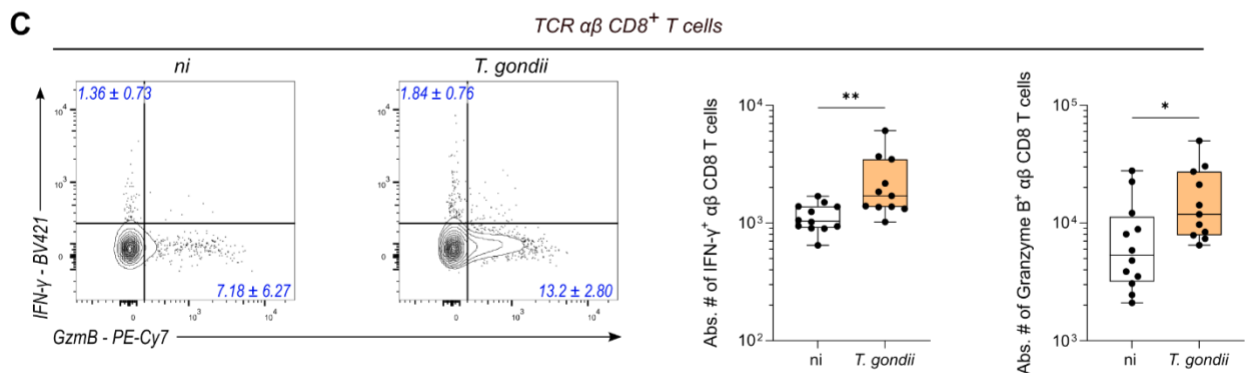 C
TCR αβ CD8⁺ T cells
ni
T. gondii
1.36 ± 0.73
7.18 ± 6.27
1.84 ± 0.76
13.2 ± 2.80
IFN-γ - BV421
10⁴
10³
0
0
10³
10⁴
10⁴
10³
0
0
10³
10⁴
GzmB - PE-Cy7
Abs. # of IFN-γ⁺ αβ CD8 T cells
10⁴
10³
10²
**
ni
T. gondii
Abs. # of Granzyme B⁺ αβ CD8 T cells
10⁵
10⁴
10³
*
ni
T. gondii